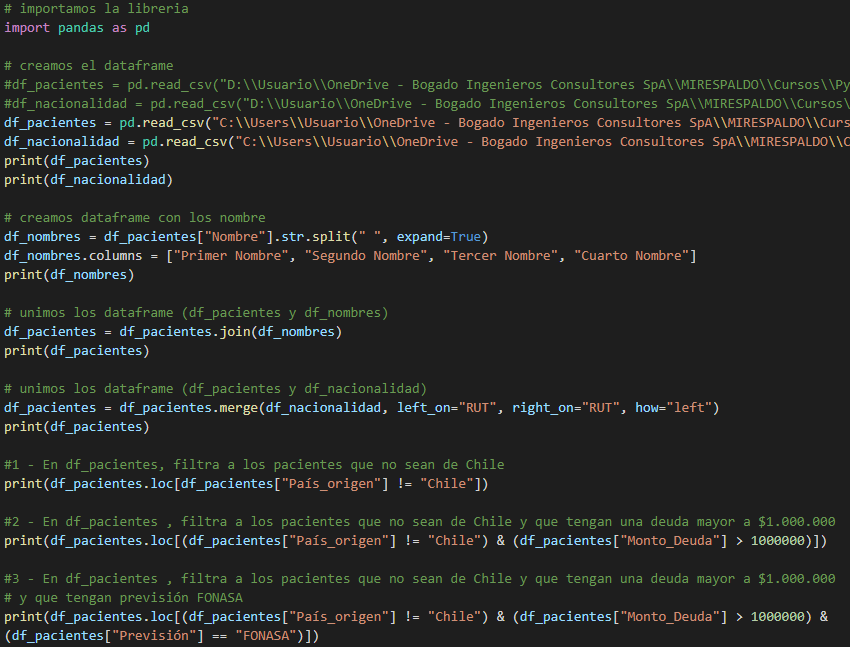 # importamos la libreria
import pandas as pd
# creamos el dataframe
#df_pacientes = pd.read_csv("D:\\Usuario\\OneDrive - Bogado Ingenieros Consultores SpA\\MIRESPALDO\\Cursos\\Py
#df_nacionalidad = pd.read_csv("D:\\Usuario\\OneDrive - Bogado Ingenieros Consultores SpA\\MIRESPALDO\\Cursos\
df_pacientes = pd.read_csv("C:\\Users\\Usuario\\OneDrive - Bogado Ingenieros Consultores SpA\\MIRESPALDO\\Curs
df_nacionalidad = pd.read_csv("C:\\Users\\Usuario\\OneDrive - Bogado Ingenieros Consultores SpA\\MIRESPALDO\\C
print(df_pacientes)
print(df_nacionalidad)
# creamos dataframe con los nombre
df_nombres = df_pacientes["Nombre"].str.split(" ", expand=True)
df_nombres.columns = ["Primer Nombre", "Segundo Nombre", "Tercer Nombre", "Cuarto Nombre"]
print(df_nombres)
# unimos los dataframe (df_pacientes y df_nombres)
df_pacientes = df_pacientes.join(df_nombres)
print(df_pacientes)
# unimos los dataframe (df_pacientes y df_nacionalidad)
df_pacientes = df_pacientes.merge(df_nacionalidad, left_on="RUT", right_on="RUT", how="left")
print(df_pacientes)
#1 - En df_pacientes, filtra a los pacientes que no sean de Chile
print(df_pacientes.loc[df_pacientes["País_origen"] != "Chile"])
#2 - En df_pacientes , filtra a los pacientes que no sean de Chile y que tengan una deuda mayor a $1.000.000
print(df_pacientes.loc[(df_pacientes["País_origen"] != "Chile") & (df_pacientes["Monto_Deuda"] > 1000000)])
#3 - En df_pacientes , filtra a los pacientes que no sean de Chile y que tengan una deuda mayor a $1.000.000
# y que tengan previsión FONASA
print(df_pacientes.loc[(df_pacientes["País_origen"] != "Chile") & (df_pacientes["Monto_Deuda"] > 1000000) &
(df_pacientes["Previsión"] == "FONASA")])